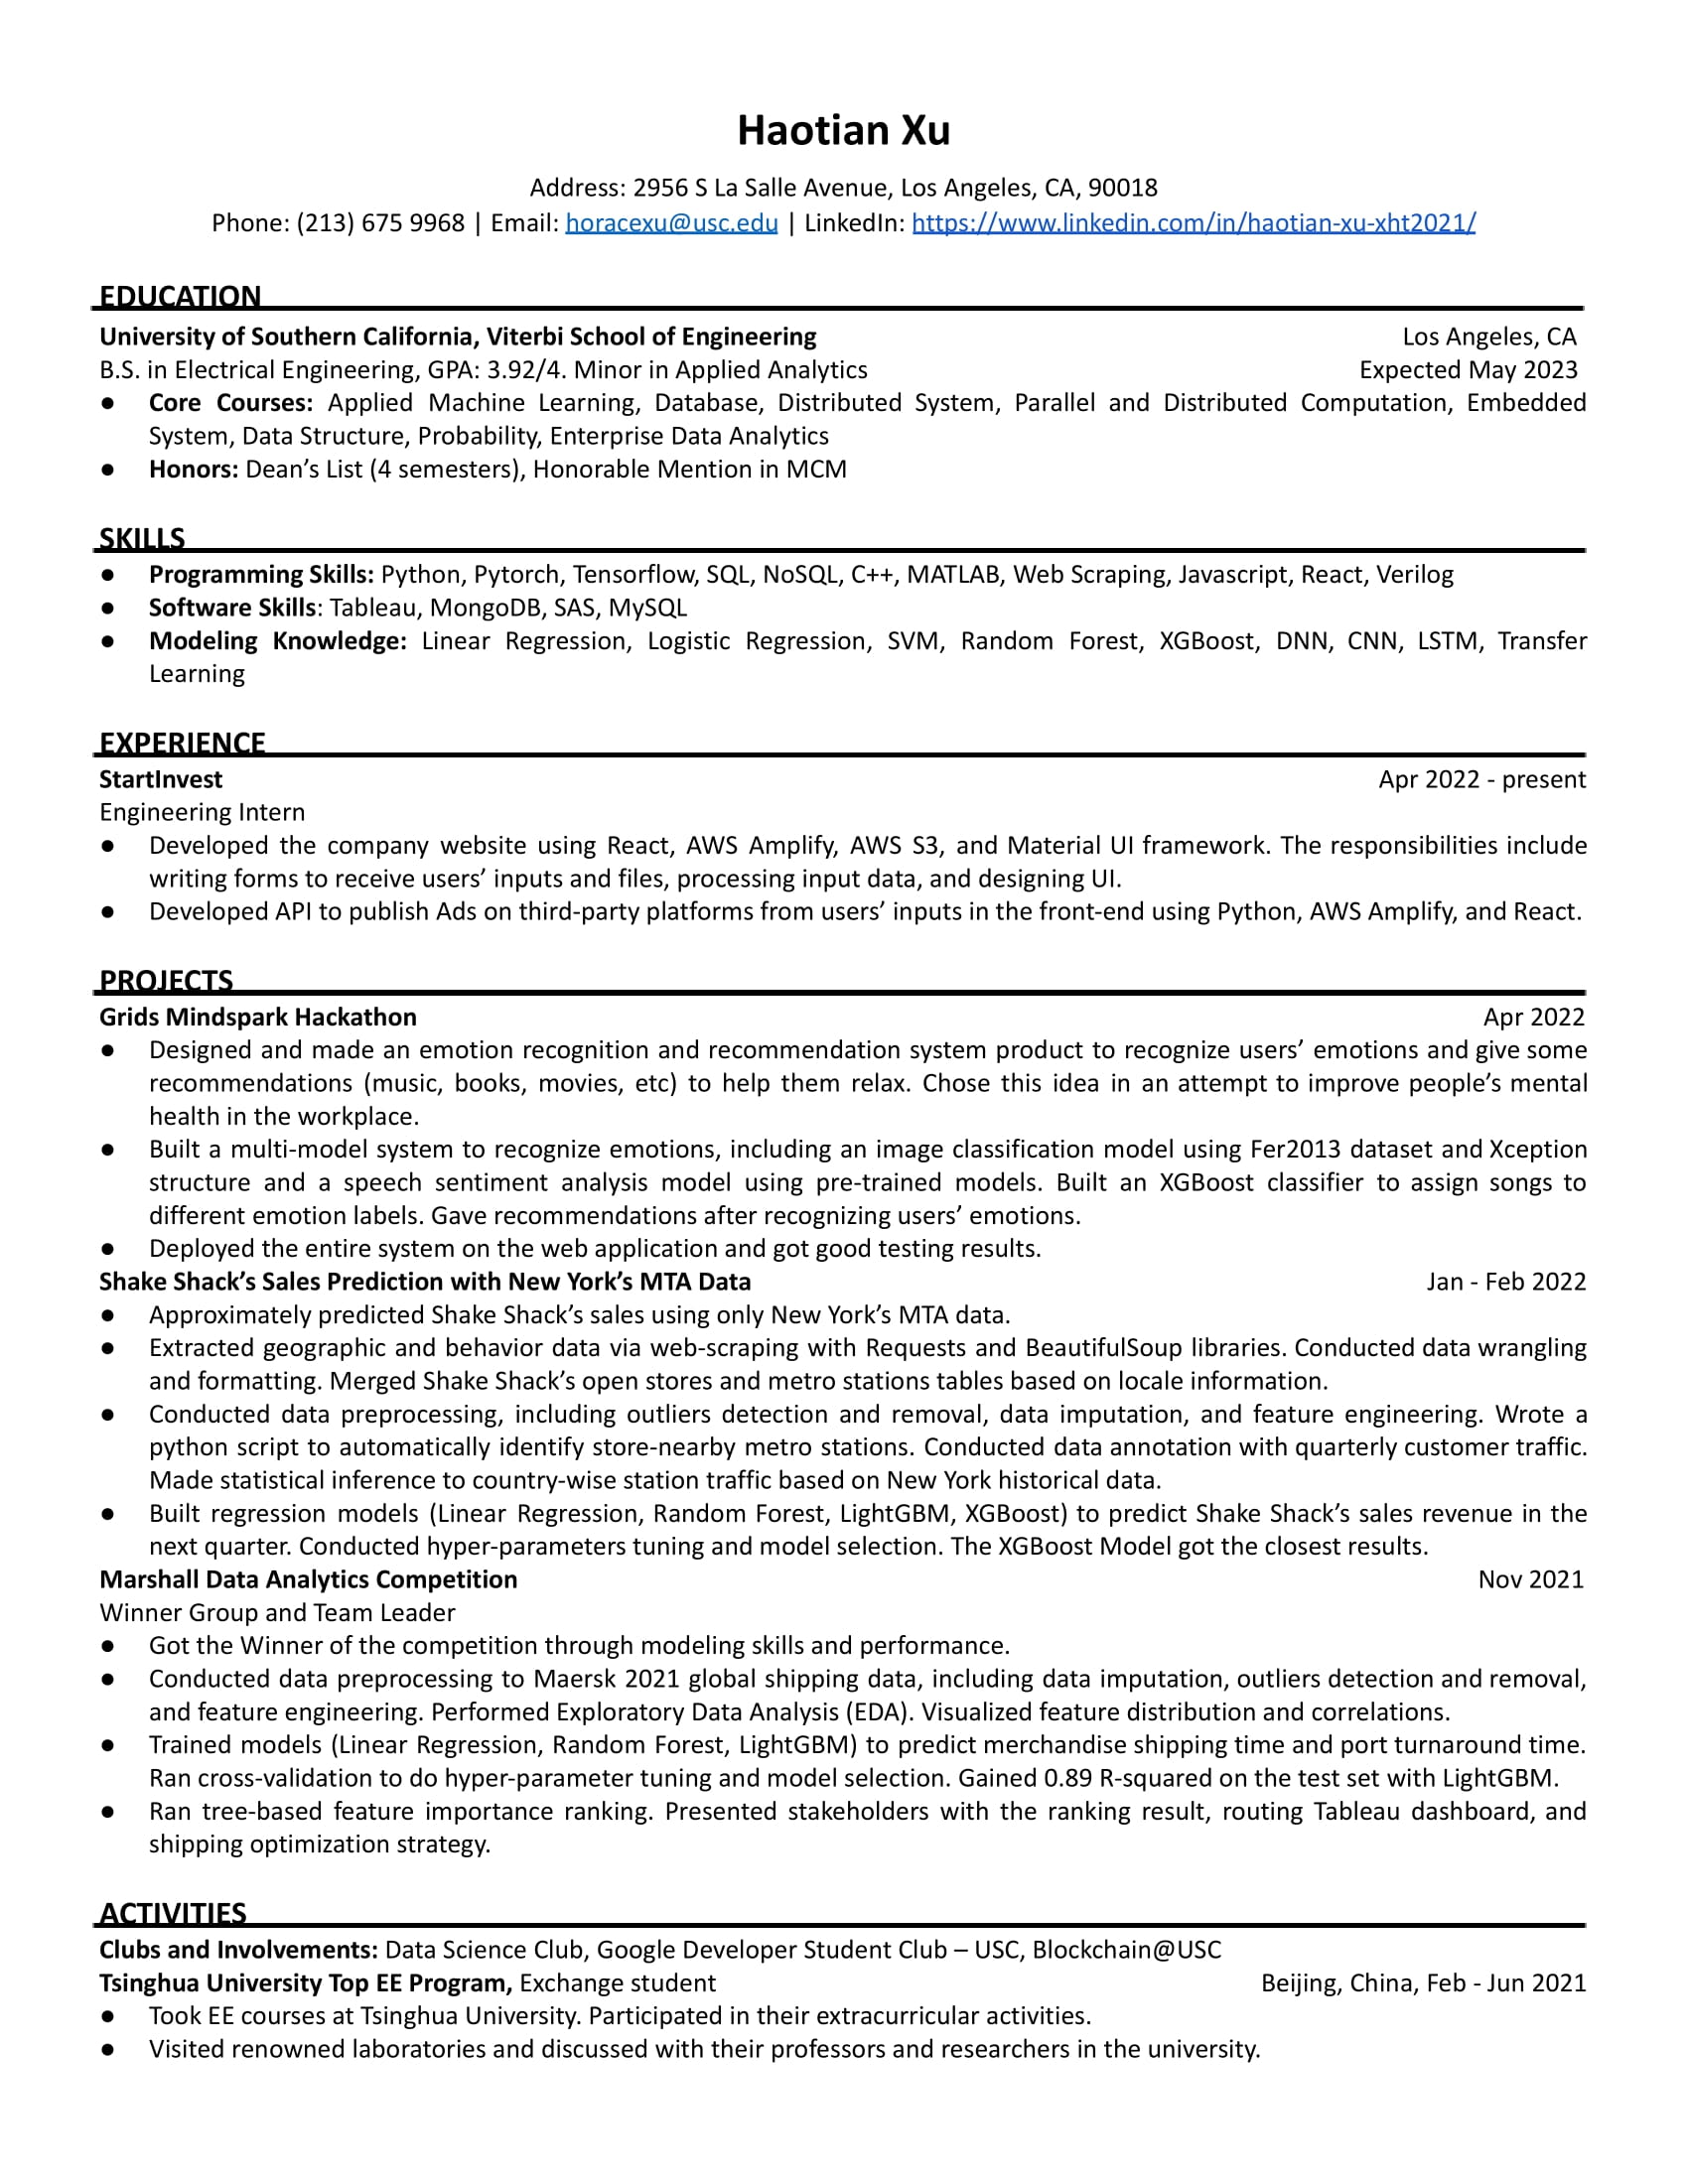 Haotian Xu
Address: 2956 S La Salle Avenue, Los Angeles, CA, 90018
Phone: (213) 675 9968 | Email: horacexu@usc.edu | LinkedIn: https://www.linkedin.com/in/haotian-xu-xht2021/
EDUCATION
University of Southern California, Viterbi School of Engineering Los Angeles, CA
B.S. in Electrical Engineering, GPA: 3.92/4. Minor in Applied Analytics Expected May 2023
● Core Courses: Applied Machine Learning, Database, Distributed System, Parallel and Distributed Computation, Embedded
System, Data Structure, Probability, Enterprise Data Analytics
● Honors: Dean’s List (4 semesters), Honorable Mention in MCM
SKILLS
● Programming Skills: Python, Pytorch, Tensorflow, SQL, NoSQL, C++, MATLAB, Web Scraping, Javascript, React, Verilog
● Software Skills: Tableau, MongoDB, SAS, MySQL
● Modeling Knowledge: Linear Regression, Logistic Regression, SVM, Random Forest, XGBoost, DNN, CNN, LSTM, Transfer
Learning
EXPERIENCE
StartInvest Apr 2022 - present
Engineering Intern
● Developed the company website using React, AWS Amplify, AWS S3, and Material UI framework. The responsibilities include
writing forms to receive users’ inputs and files, processing input data, and designing UI.
● Developed API to publish Ads on third-party platforms from users’ inputs in the front-end using Python, AWS Amplify, and React.
PROJECTS
Grids Mindspark Hackathon Apr 2022
● Designed and made an emotion recognition and recommendation system product to recognize users’ emotions and give some
recommendations (music, books, movies, etc) to help them relax. Chose this idea in an attempt to improve people’s mental
health in the workplace.
● Built a multi-model system to recognize emotions, including an image classification model using Fer2013 dataset and Xception
structure and a speech sentiment analysis model using pre-trained models. Built an XGBoost classifier to assign songs to
different emotion labels. Gave recommendations after recognizing users’ emotions.
● Deployed the entire system on the web application and got good testing results.
Shake Shack’s Sales Prediction with New York’s MTA Data Jan - Feb 2022
● Approximately predicted Shake Shack’s sales using only New York’s MTA data.
● Extracted geographic and behavior data via web-scraping with Requests and BeautifulSoup libraries. Conducted data wrangling
and formatting. Merged Shake Shack’s open stores and metro stations tables based on locale information.
● Conducted data preprocessing, including outliers detection and removal, data imputation, and feature engineering. Wrote a
python script to automatically identify store-nearby metro stations. Conducted data annotation with quarterly customer traffic.
Made statistical inference to country-wise station traffic based on New York historical data.
● Built regression models (Linear Regression, Random Forest, LightGBM, XGBoost) to predict Shake Shack’s sales revenue in the
next quarter. Conducted hyper-parameters tuning and model selection. The XGBoost Model got the closest results.
Marshall Data Analytics Competition Nov 2021
Winner Group and Team Leader
● Got the Winner of the competition through modeling skills and performance.
● Conducted data preprocessing to Maersk 2021 global shipping data, including data imputation, outliers detection and removal,
and feature engineering. Performed Exploratory Data Analysis (EDA). Visualized feature distribution and correlations.
● Trained models (Linear Regression, Random Forest, LightGBM) to predict merchandise shipping time and port turnaround time.
Ran cross-validation to do hyper-parameter tuning and model selection. Gained 0.89 R-squared on the test set with LightGBM.
● Ran tree-based feature importance ranking. Presented stakeholders with the ranking result, routing Tableau dashboard, and
shipping optimization strategy.
ACTIVITIES
Clubs and Involvements: Data Science Club, Google Developer Student Club – USC, Blockchain@USC
Tsinghua University Top EE Program, Exchange student Beijing, China, Feb - Jun 2021
● Took EE courses at Tsinghua University. Participated in their extracurricular activities.
● Visited renowned laboratories and discussed with their professors and researchers in the university.